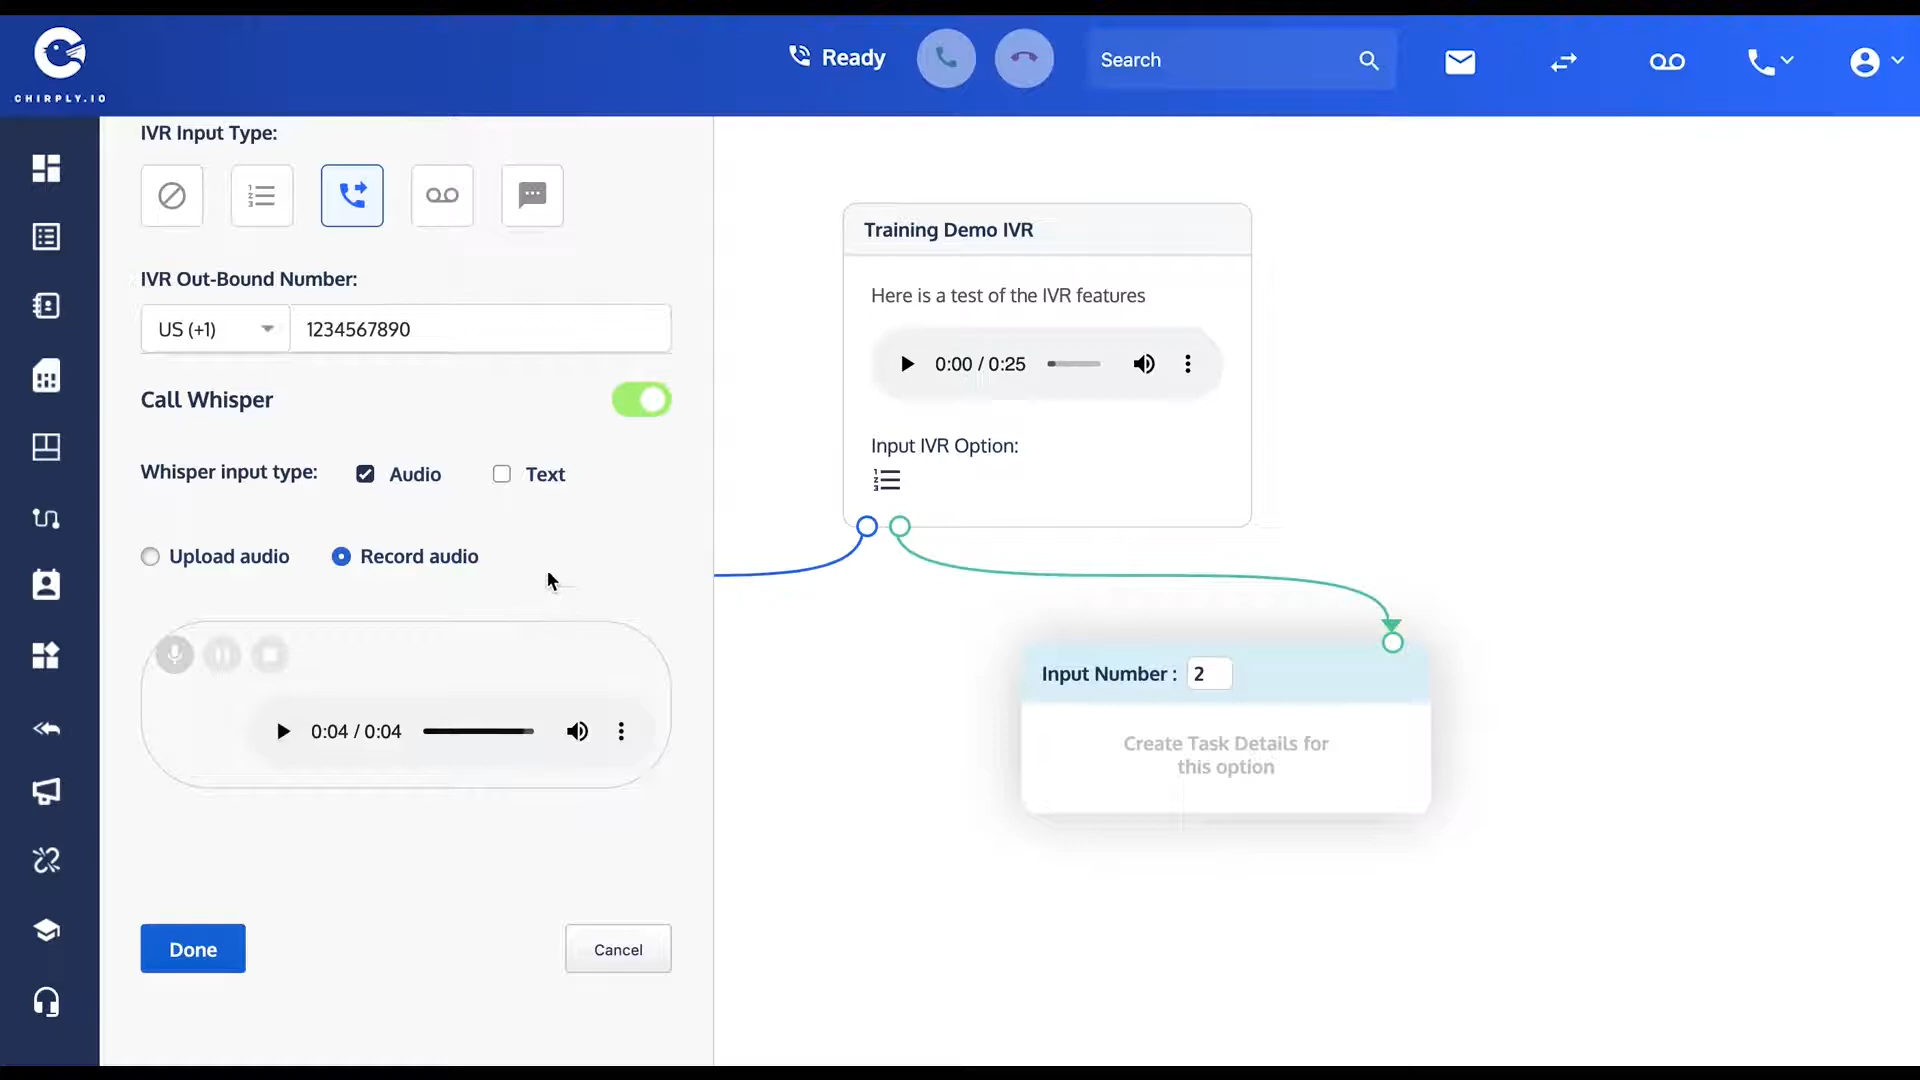 CHIRPLY.IO
Ready
Search
IVR Input Type:
IVR Out-Bound Number:
US (+1)
1234567890
Call Whisper
Whisper input type:
Audio
Text
Upload audio
Record audio
0:04 / 0:04
Done
Cancel
Training Demo IVR
Here is a test of the IVR features
0:00 / 0:25
Input IVR Option:
Input Number :
2
Create Task Details for
this option